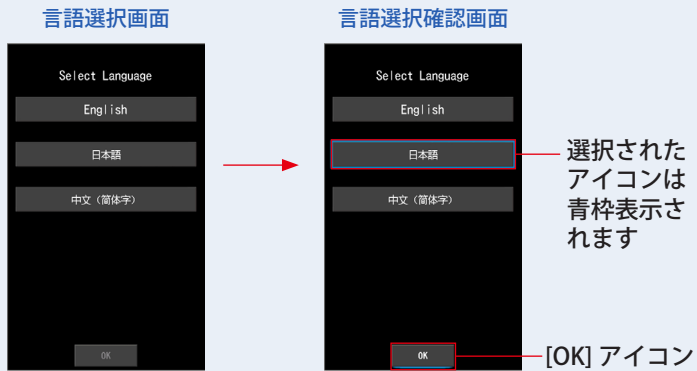 言語選択画面
Select Language
English
日本語
中文（简体字）
OK
言語選択確認画面
Select Language
English
日本語
中文（简体字）
OK
選択された
アイコンは
青枠表示さ
れます
[OK] アイコン